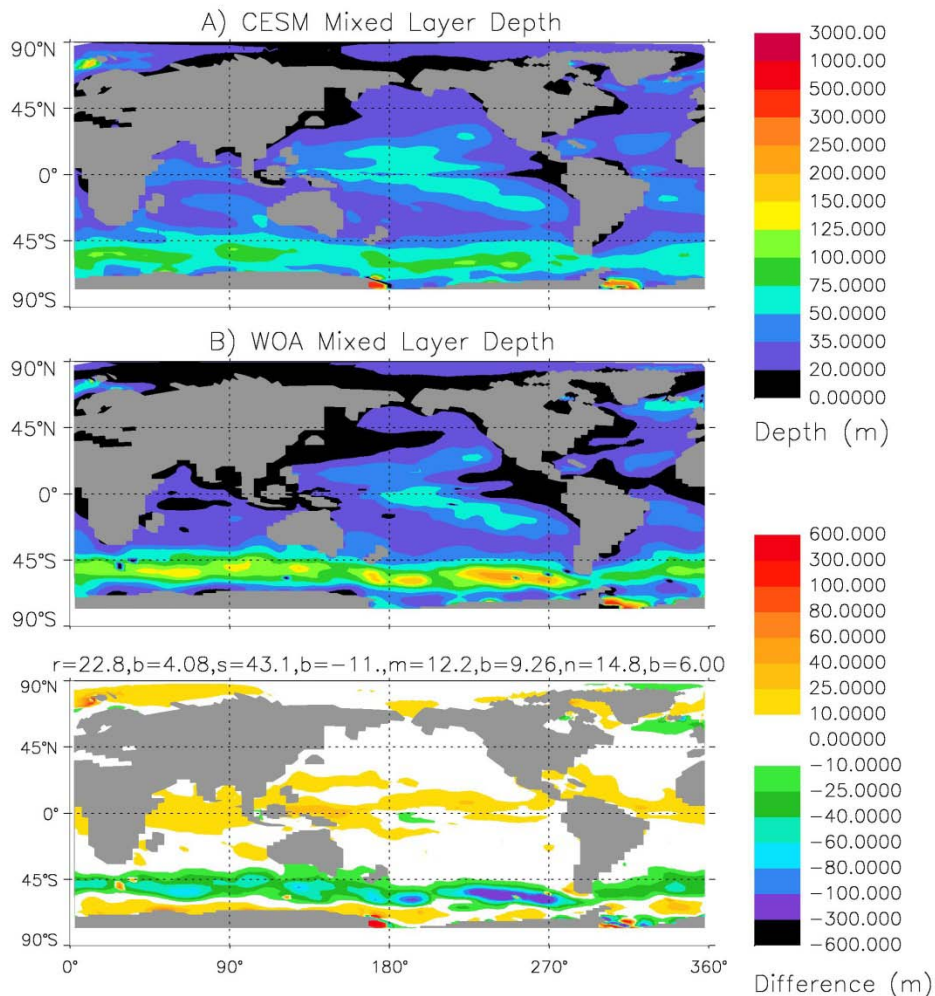 A) CESM Mixed Layer Depth
90°N
45°N
0°
45°S
90°S
3000.00
1000.00
500.000
300.000
250.000
200.000
150.000
125.000
100.000
75.0000
50.0000
35.0000
20.0000
0.00000
Depth (m)
B) WOA Mixed Layer Depth
90°N
45°N
0°
45°S
90°S
r=22.8,b=4.08,s=43.1,b=-11.,m=12.2,b=9.26,n=14.8,b=6.00
90°N
45°N
0°
45°S
90°S
0°
90°
180°
270°
360°
600.000
300.000
100.000
80.0000
60.0000
40.0000
25.0000
10.0000
0.00000
-10.0000
-25.0000
-40.0000
-60.0000
-80.0000
-100.000
-300.000
-600.000
Difference (m)